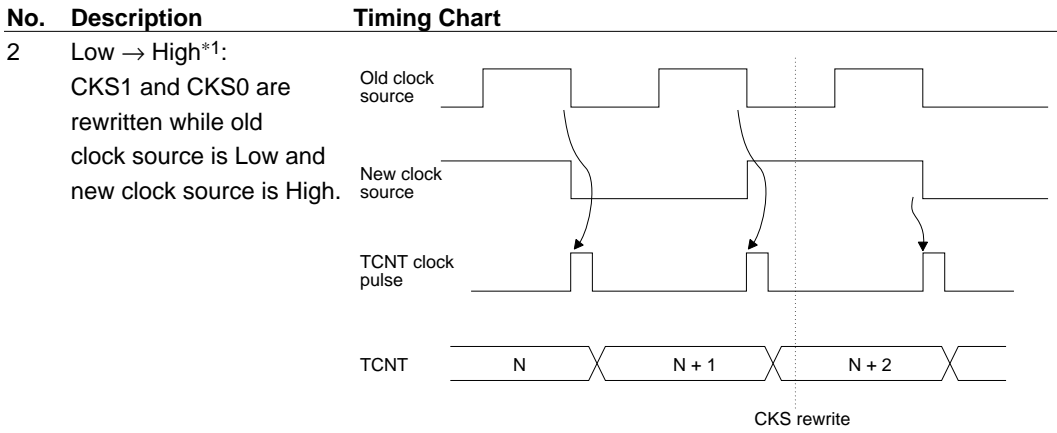 No. Description Timing Chart
2 Low → High*1:
CKS1 and CKS0 are
rewritten while old
clock source is Low and
new clock source is High.
Old clock
source
New clock
source
TCNT clock
pulse
TCNT N N + 1 N + 2
CKS rewrite